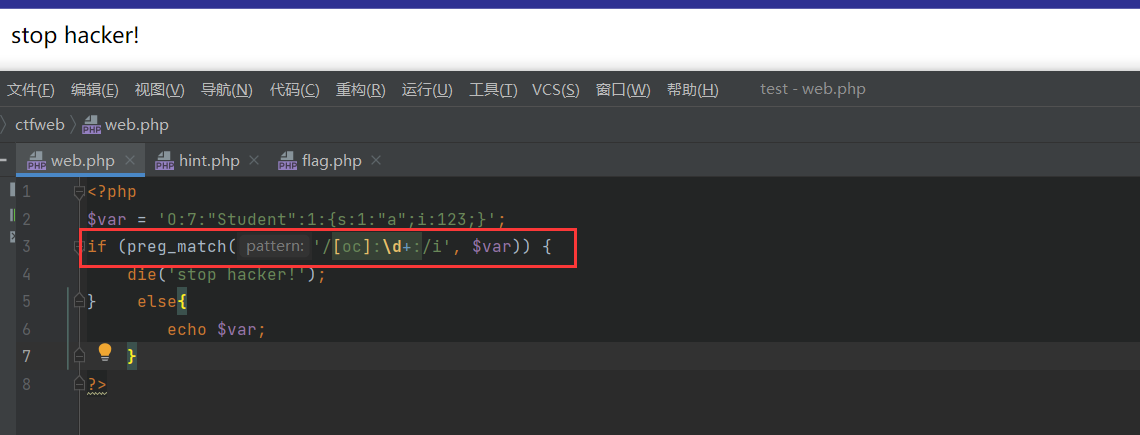 stop hacker!
文件(F) 编辑(E) 视图(V) 导航(N) 代码(C) 重构(R) 运行(U) 工具(T) VCS(S) 窗口(W) 帮助(H) test - web.php
ctfweb web.php
web.php hint.php flag.php
1 <?php
2 $var = 'O:7:"Student":1:{s:1:"a";i:123;}';
3 if (preg_match( pattern: '/[oc]:\d+:/i', $var)) {
4 die('stop hacker!');
5 } else{
6 echo $var;
7 }
8 ?>